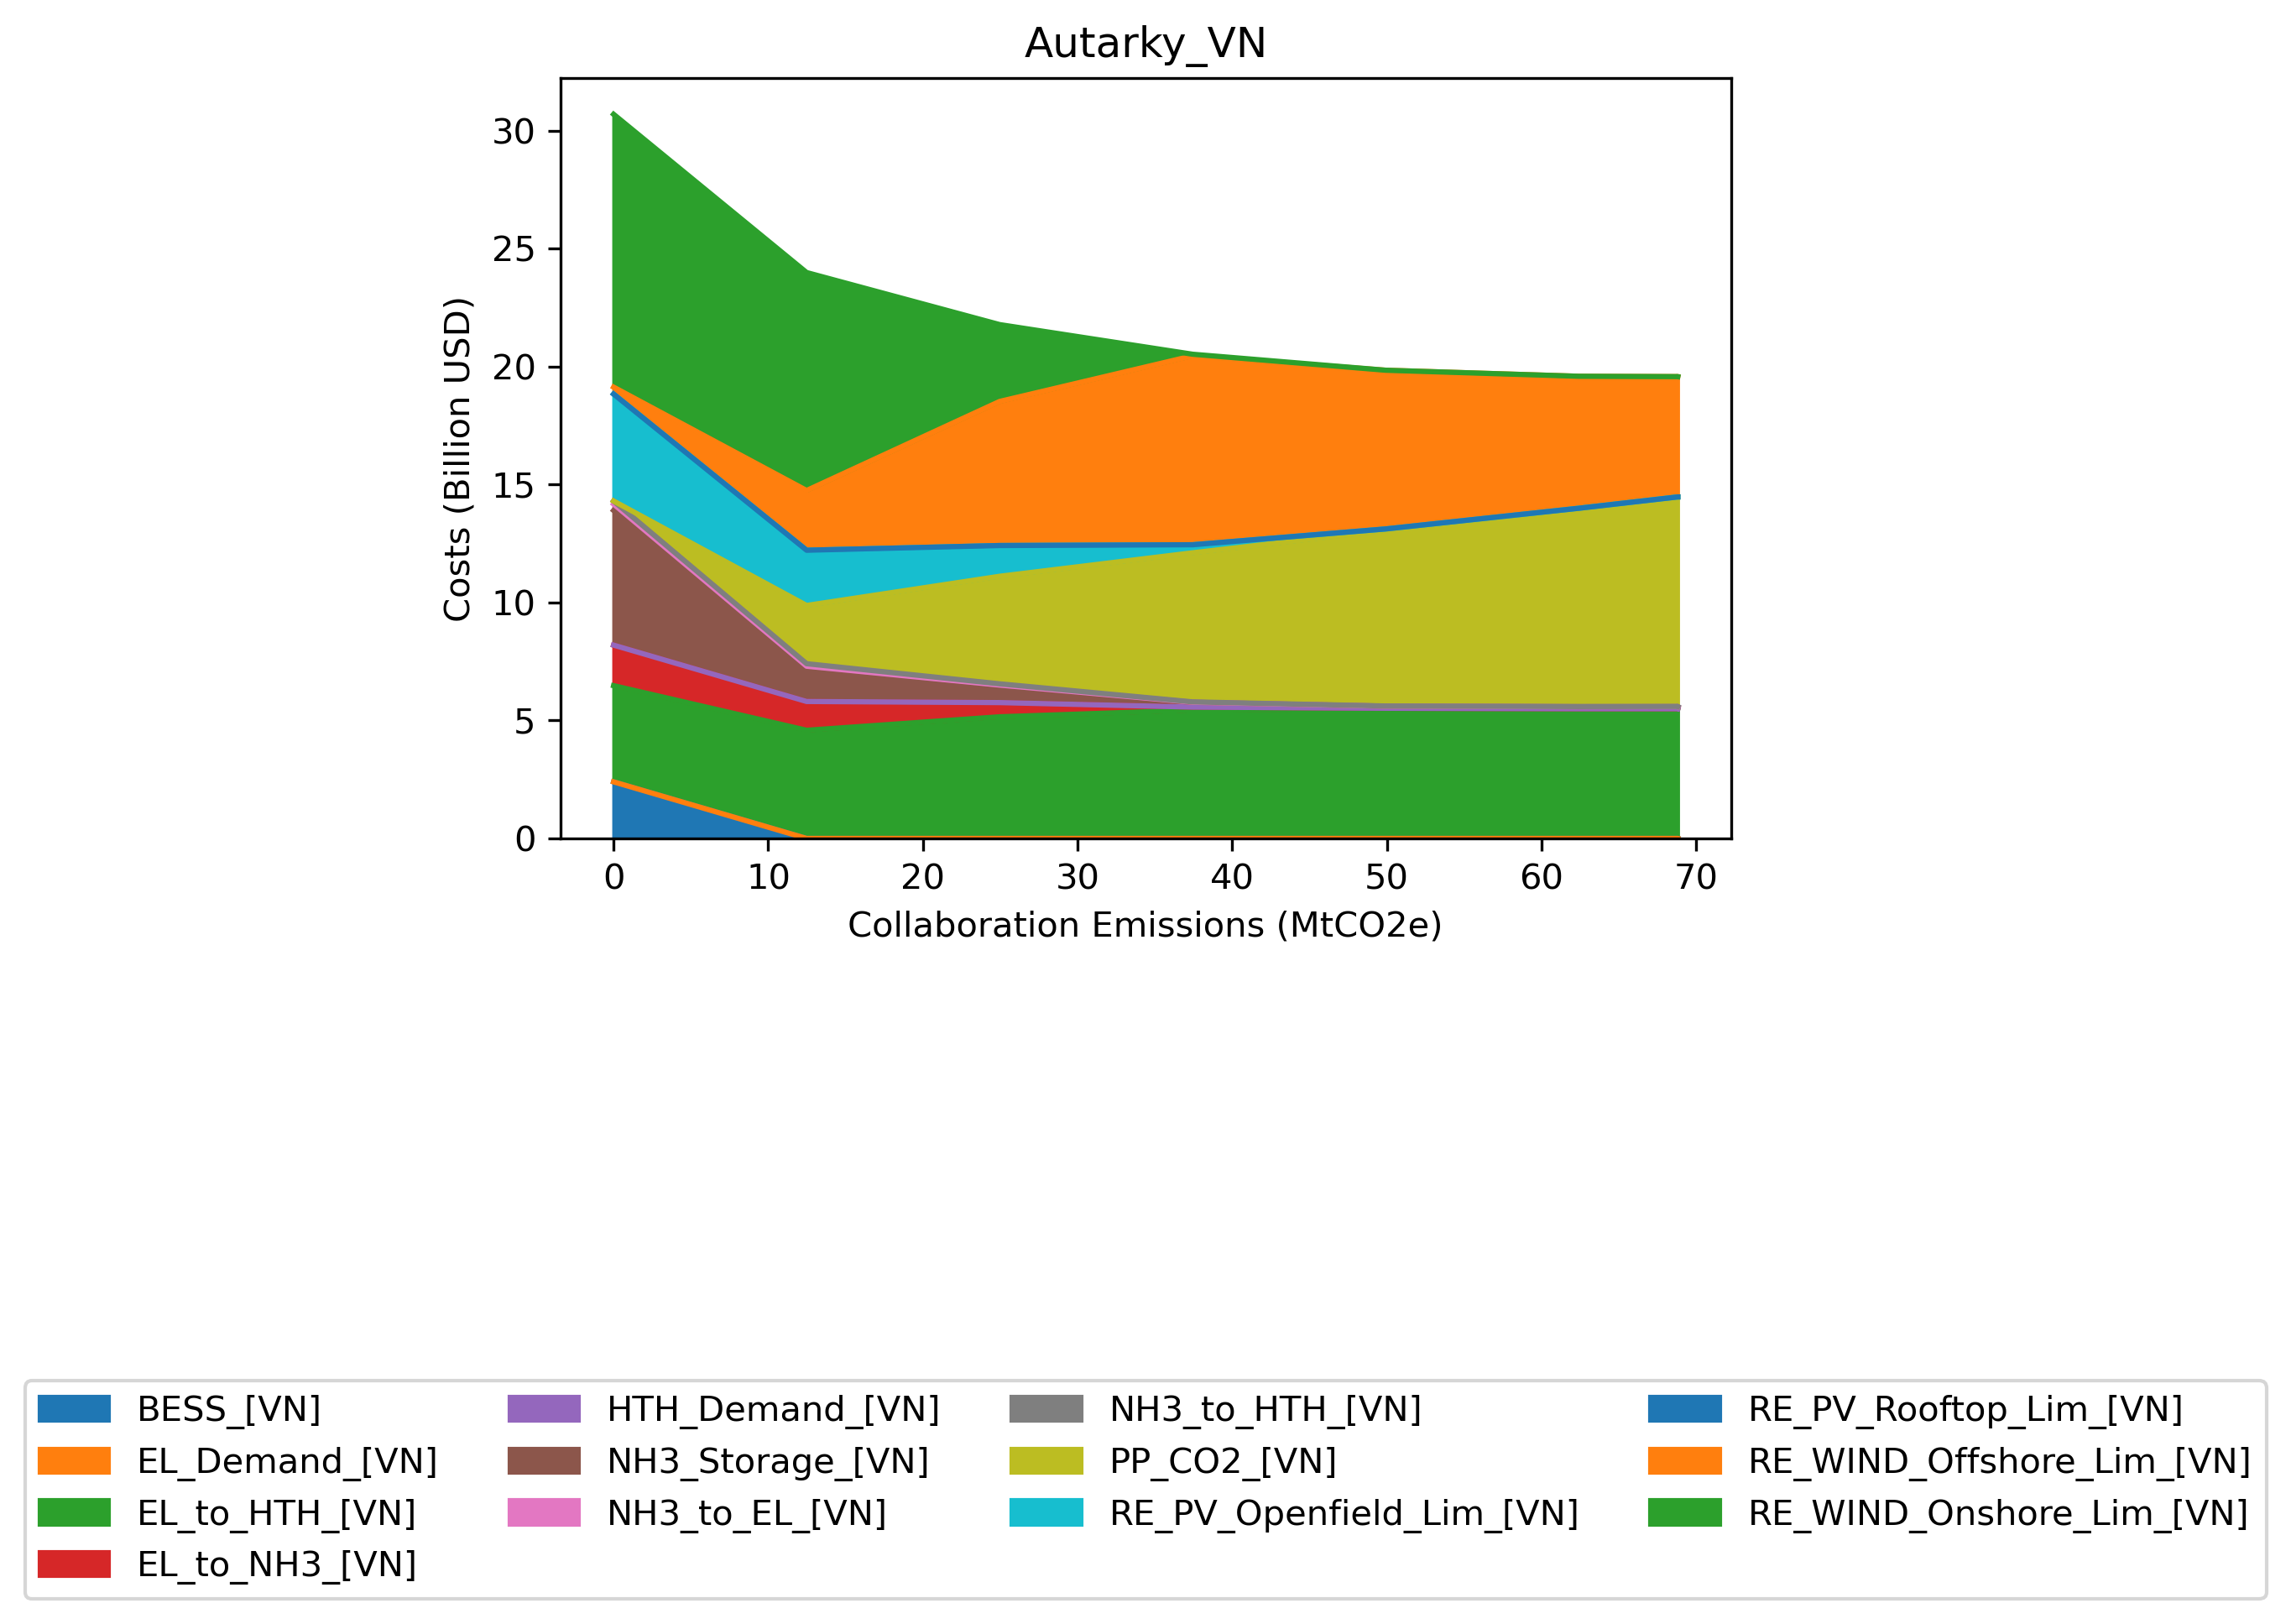 Autarky_VN
Costs (Billion USD)
30
25
20
15
10
5
0
0 10 20 30 40 50 60 70
Collaboration Emissions (MtCO2e)
BESS_[VN]
EL_Demand_[VN]
EL_to_HTH_[VN]
EL_to_NH3_[VN]
HTH_Demand_[VN]
NH3_Storage_[VN]
NH3_to_EL_[VN]
NH3_to_HTH_[VN]
PP_CO2_[VN]
RE_PV_Openfield_Lim_[VN]
RE_PV_Rooftop_Lim_[VN]
RE_WIND_Offshore_Lim_[VN]
RE_WIND_Onshore_Lim_[VN]